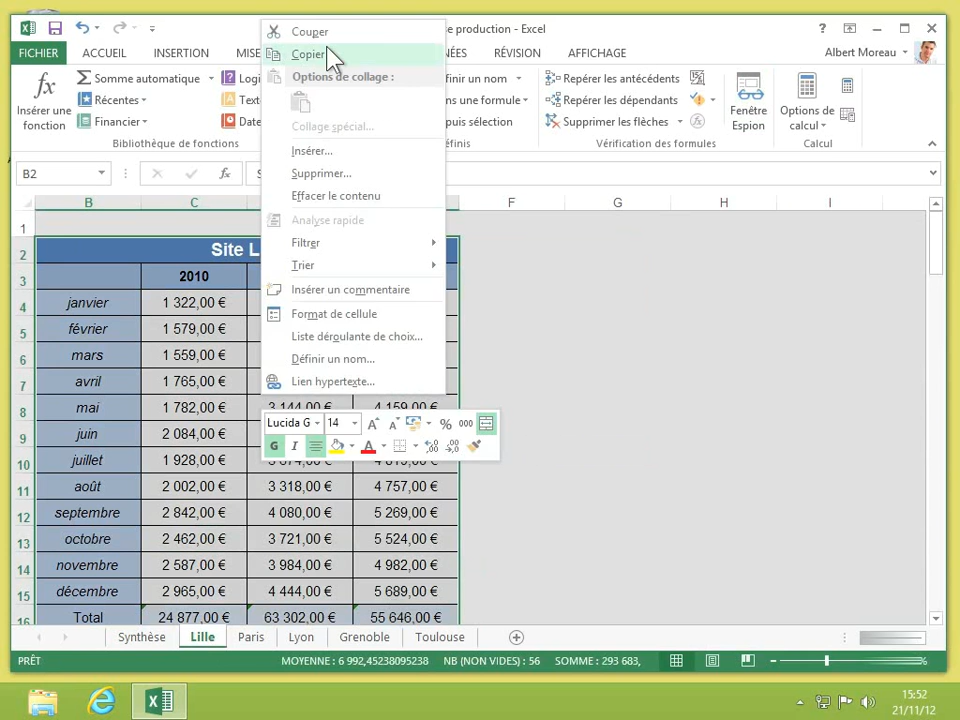 se production - Excel
FICHIER ACCUEIL INSERTION MISE NÉES RÉVISION AFFICHAGE Albert Moreau
Insérer une fonction
Somme automatique
Récentes
Financier
Logi
Text
Date
Bibliothèque de fonctions
nir un nom
une formule
puis sélection
finis
Repérer les antécédents
Repérer les dépendants
Supprimer les flèches
Vérification des formules
Fenêtre Espion
Options de calcul
Calcul
B2 fx S
Couper
Copier
Options de collage :
Collage spécial...
Insérer...
Supprimer...
Effacer le contenu
Analyse rapide
Filtrer
Trier
Insérer un commentaire
Format de cellule
Liste déroulante de choix...
Définir un nom...
Lien hypertexte...
Lucida G 14 A A % 000
G I A ,00 ,00
B C F G H I
1
2 Site L
3 2010
4 janvier 1 322,00 €
5 février 1 579,00 €
6 mars 1 559,00 €
7 avril 1 765,00 €
8 mai 1 782,00 € 3 144,00 € 4 159,00 €
9 juin 2 084,00 €
10 juillet 1 928,00 €
11 août 2 002,00 € 3 318,00 € 4 757,00 €
12 septembre 2 842,00 € 4 080,00 € 5 269,00 €
13 octobre 2 462,00 € 3 721,00 € 5 524,00 €
14 novembre 2 587,00 € 3 984,00 € 4 982,00 €
15 décembre 2 965,00 € 4 444,00 € 5 689,00 €
16 Total 24 877,00 € 63 302,00 € 55 646,00 €
Synthèse Lille Paris Lyon Grenoble Toulouse
PRÊT MOYENNE : 6 992,45238095238 NB (NON VIDES) : 56 SOMME : 293 683, %
15:52
21/11/12